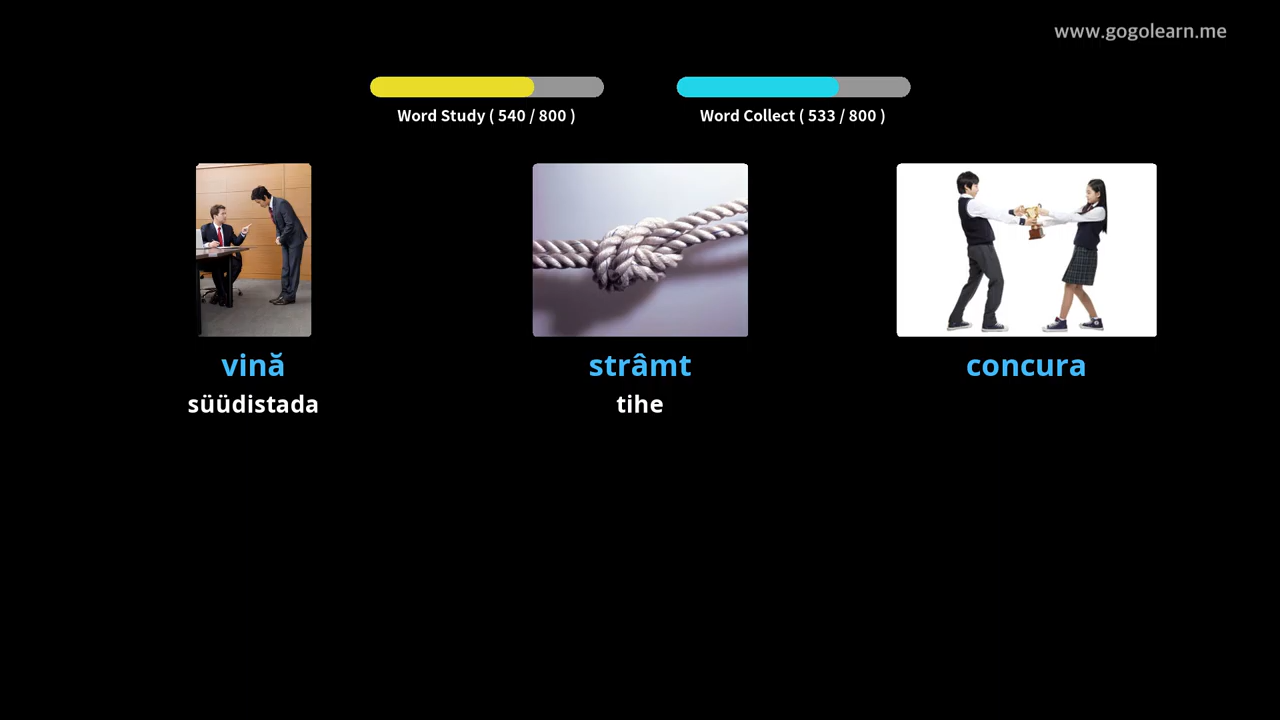 www.gogolearn.me
Word Study ( 540 / 800 )
Word Collect ( 533 / 800 )
vină
strâmt
concura
süüdistada
tihe